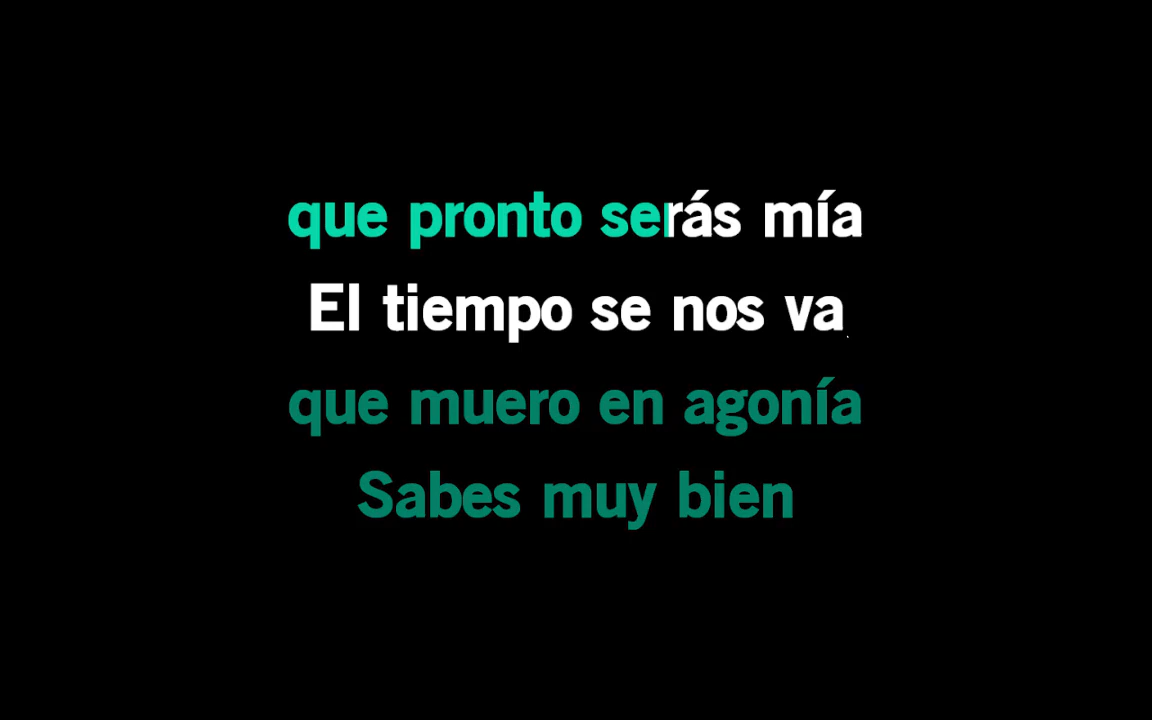 que pronto serás mía
El tiempo se nos va
que muero en agonía
Sabes muy bien